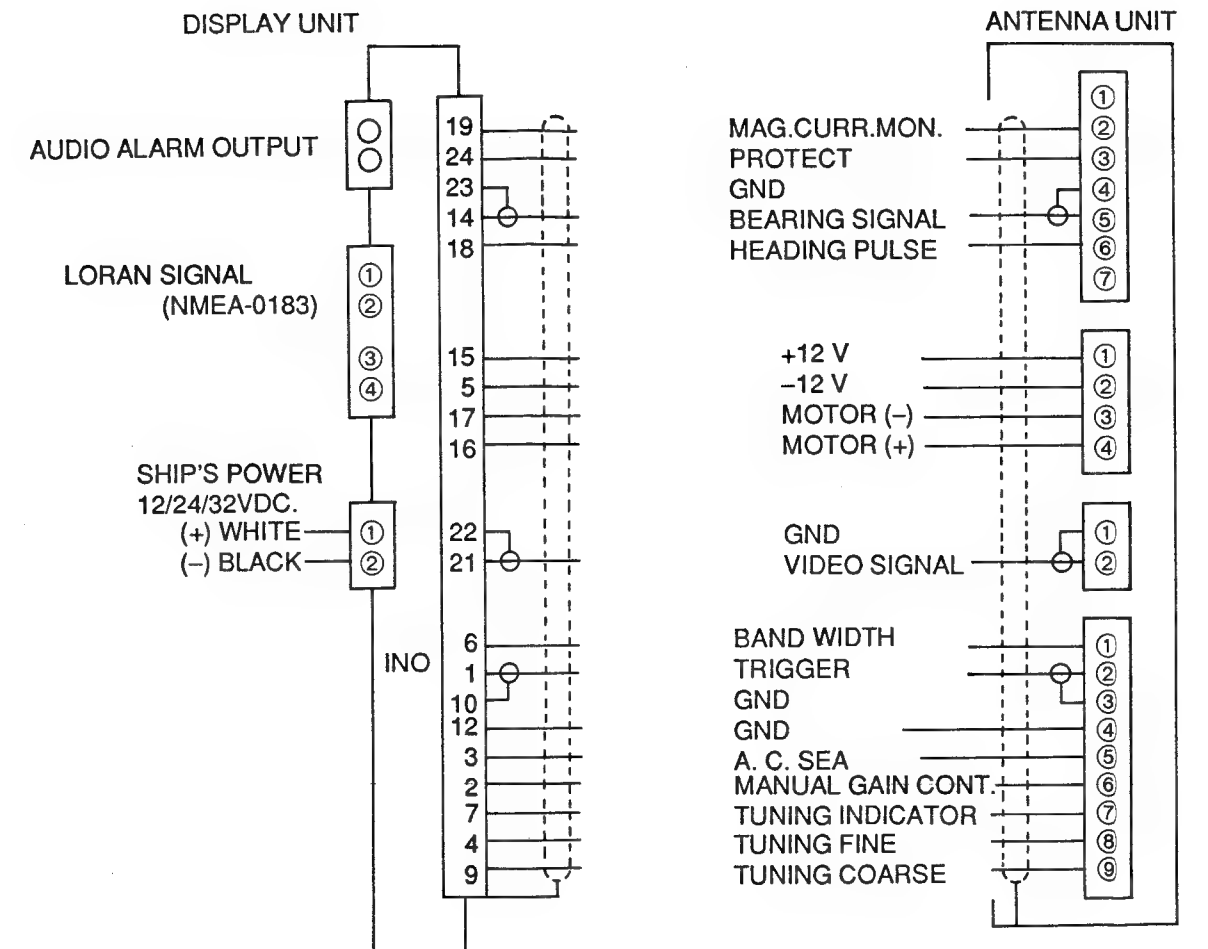 DISPLAY UNIT
AUDIO ALARM OUTPUT
LORAN SIGNAL
(NMEA-0183)
①
②
③
④
SHIP'S POWER
12/24/32VDC.
(+) WHITE ①
(–) BLACK ②
INO
19
24
23
14
18
15
5
17
16
22
21
6
1
10
12
3
2
7
4
9
ANTENNA UNIT
①
MAG.CURR.MON. ②
PROTECT ③
GND ④
BEARING SIGNAL ⑤
HEADING PULSE ⑥
⑦
+12 V ①
–12 V ②
MOTOR (–) ③
MOTOR (+) ④
GND ①
VIDEO SIGNAL ②
BAND WIDTH ①
TRIGGER ②
GND ③
GND ④
A. C. SEA ⑤
MANUAL GAIN CONT. ⑥
TUNING INDICATOR ⑦
TUNING FINE ⑧
TUNING COARSE ⑨